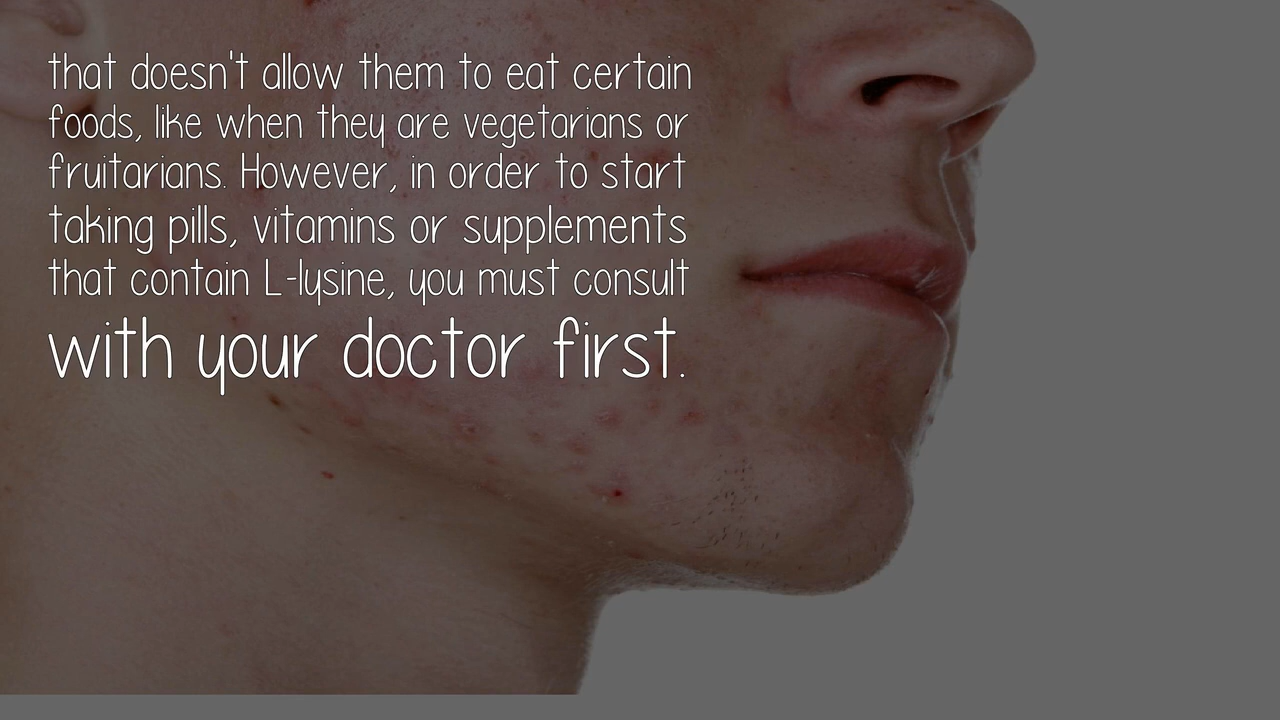 that doesn't allow them to eat certain
foods, like when they are vegetarians or
fruitarians. However, in order to start
taking pills, vitamins or supplements
that contain L-lysine, you must consult
with your doctor first.